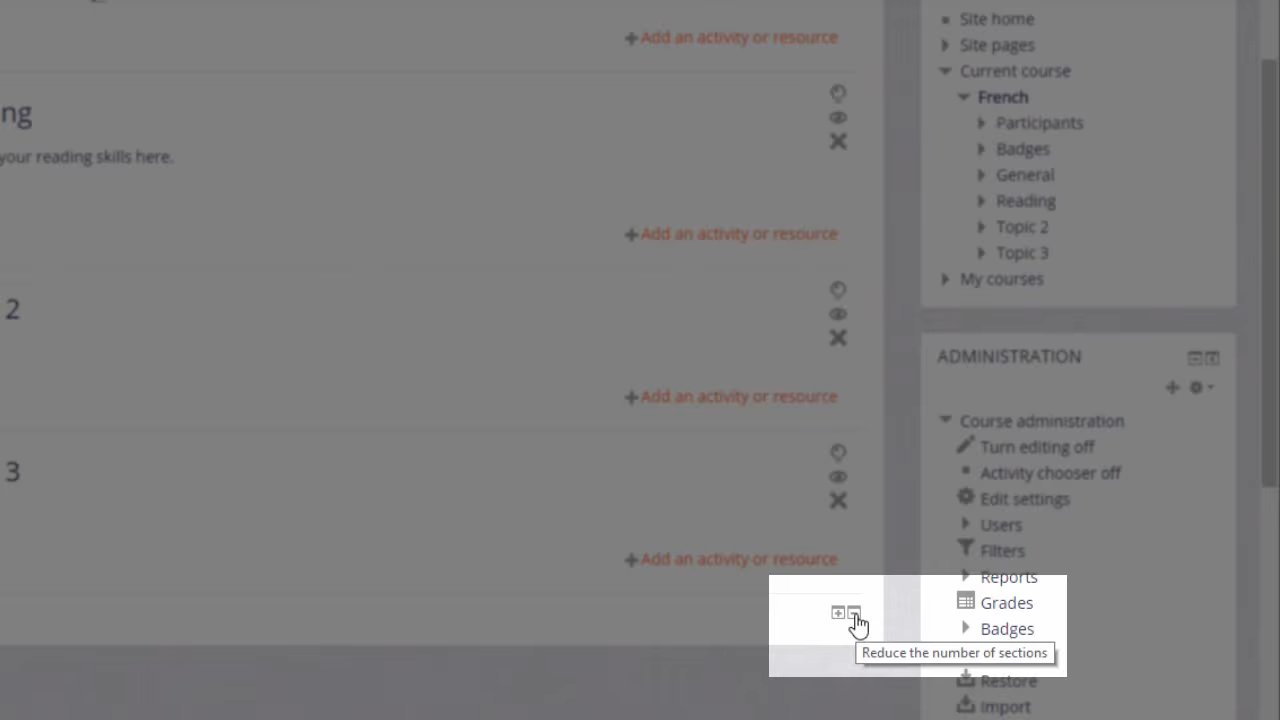 Add an activity or resource
ng
your reading skills here.
Add an activity or resource
2
Add an activity or resource
3
Add an activity or resource
Site home
Site pages
Current course
French
Participants
Badges
General
Reading
Topic 2
Topic 3
My courses
ADMINISTRATION
Course administration
Turn editing off
Activity chooser off
Edit settings
Users
Filters
Reports
Grades
Badges
Reduce the number of sections
Restore
Import